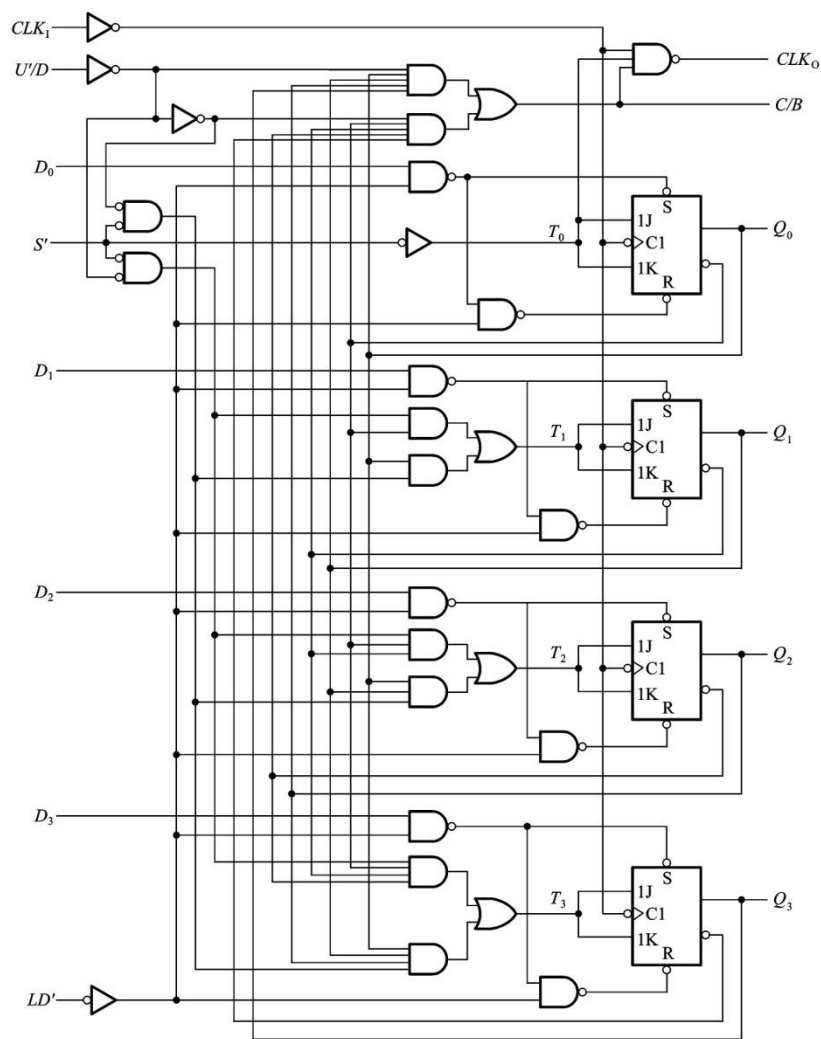 CLK_I
U'/D
CLK_O
C/B
D_0
S
S'
T_0
1J
C1
1K
R
Q_0
D_1
S
T_1
1J
C1
1K
R
Q_1
D_2
S
T_2
1J
C1
1K
R
Q_2
D_3
S
T_3
1J
C1
1K
R
Q_3
LD'